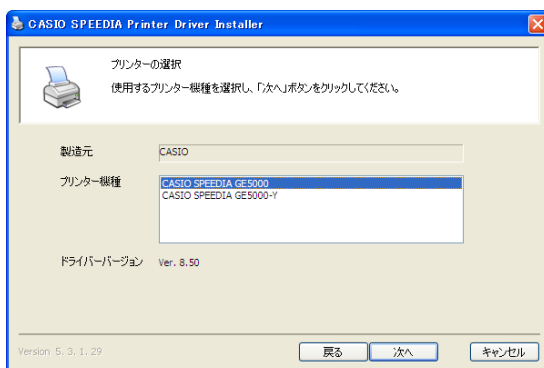 CASIO SPEEDIA Printer Driver Installer
プリンターの選択
使用するプリンター機種を選択し、「次へ」ボタンをクリックしてください。
製造元 CASIO
プリンター機種 CASIO SPEEDIA GE5000
CASIO SPEEDIA GE5000-Y
ドライバーバージョン Ver. 8.50
Version 5.3.1.29 戻る 次へ キャンセル